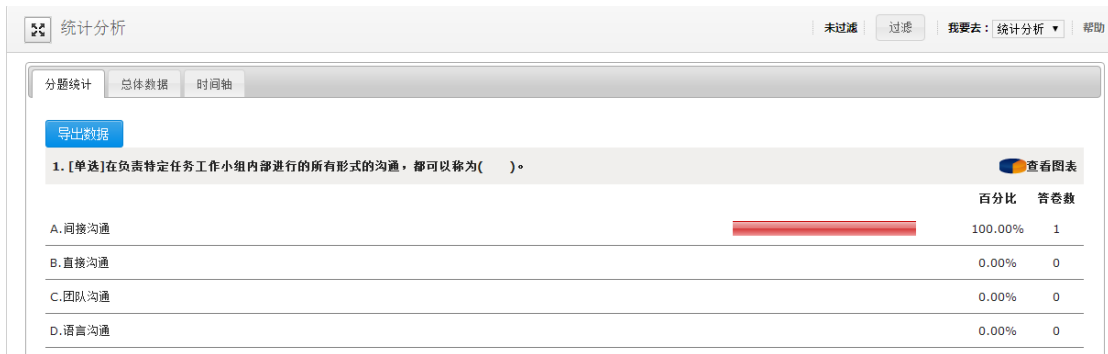 统计分析 未过滤 过滤 我要去：统计分析 帮助
分题统计 总体数据 时间轴
导出数据
1. [单选]在负责特定任务工作小组内部进行的所有形式的沟通，都可以称为(   )。 查看图表
百分比 答卷数
A.间接沟通 100.00% 1
B.直接沟通 0.00% 0
C.团队沟通 0.00% 0
D.语言沟通 0.00% 0